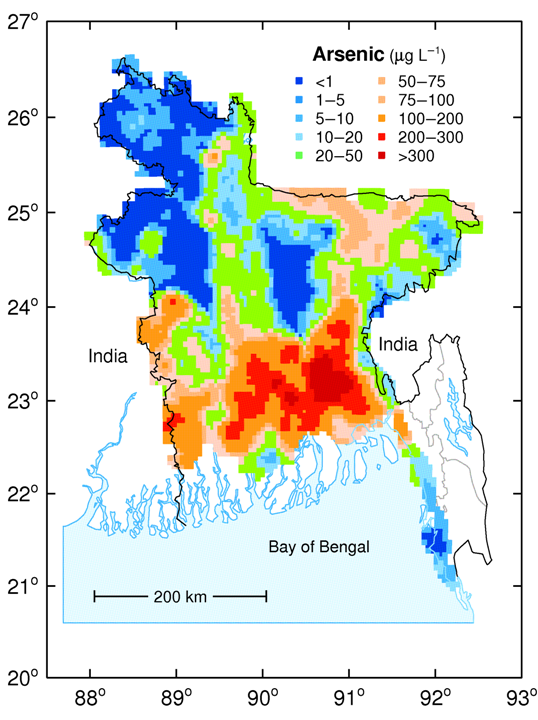 27°
Arsenic (µg L⁻¹)
<1 50–75
1–5 75–100
5–10 100–200
10–20 200–300
20–50 >300
26°
25°
24°
India India
23°
22°
Bay of Bengal
21°
200 km
20°
88° 89° 90° 91° 92° 93°